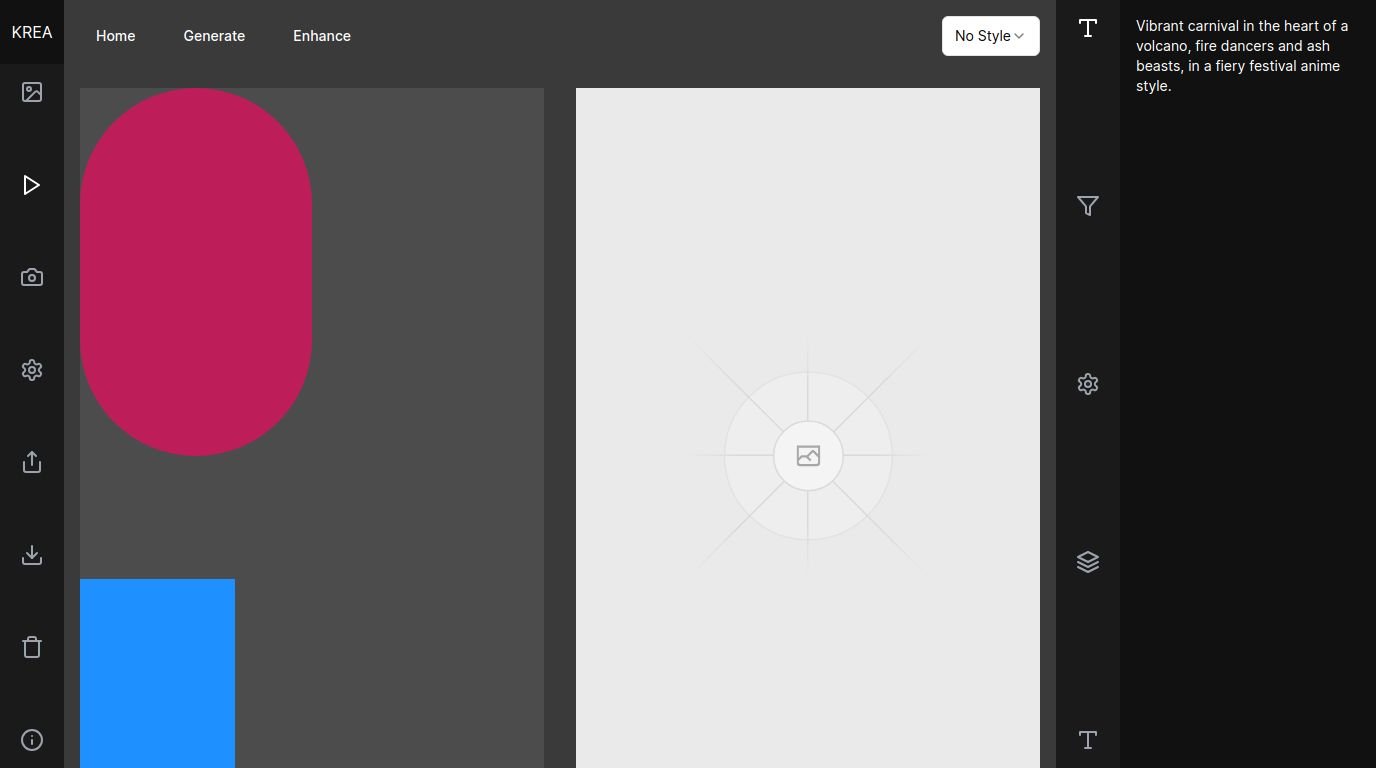 KREA
Home
Generate
Enhance
No Style
Vibrant carnival in the heart of a
volcano, fire dancers and ash
beasts, in a fiery festival anime
style.